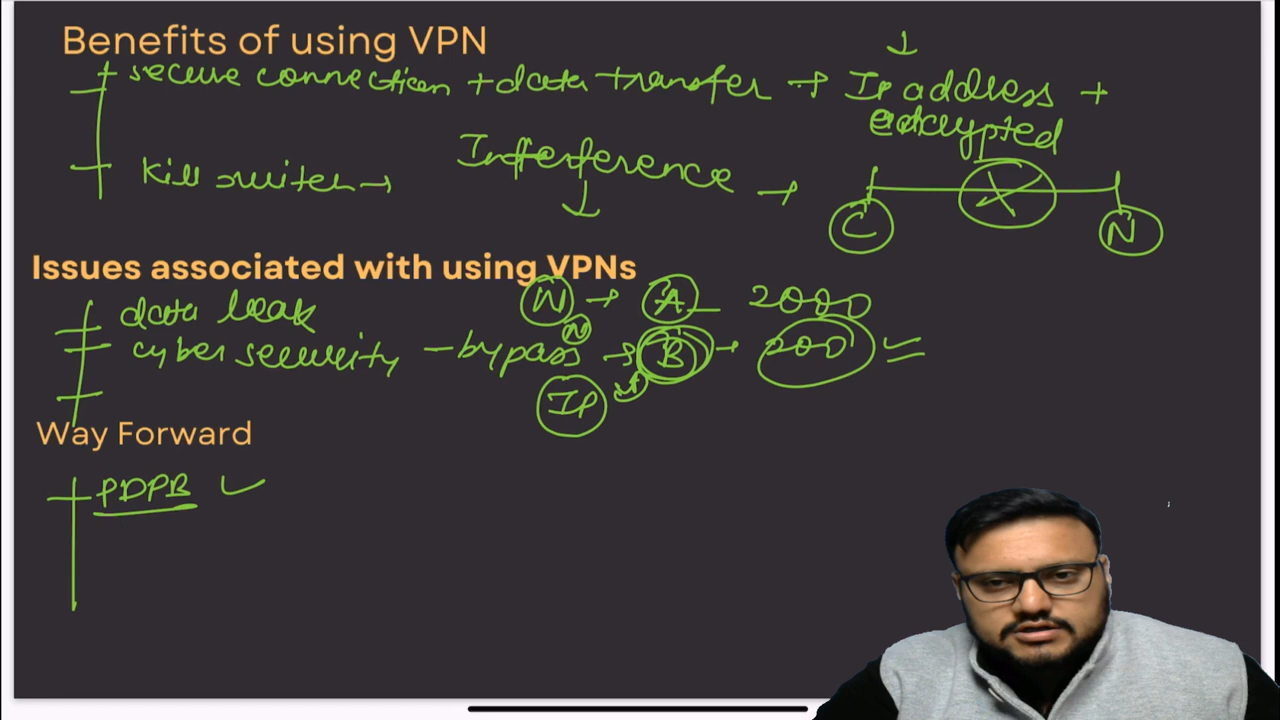 Benefits of using VPN
↓
secure connection + data transfer → Ip address +
encrypted
Kill switch → Interference →
↓
C X N
Issues associated with using VPNs
data leak N → A 2000
cyber security - bypass N → B → 200
IP
Way Forward
PDPB ✓